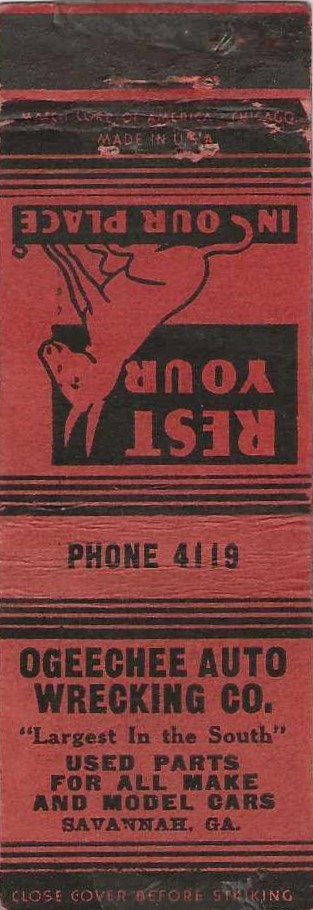 MATCH CORP. OF AMERICA, CHICAGO
MADE IN U.S.A.
REST
YOUR
IN OUR PLACE
PHONE 4119
OGEECHEE AUTO
WRECKING CO.
"Largest In the South"
USED PARTS
FOR ALL MAKE
AND MODEL CARS
SAVANNAH, GA.
CLOSE COVER BEFORE STRIKING